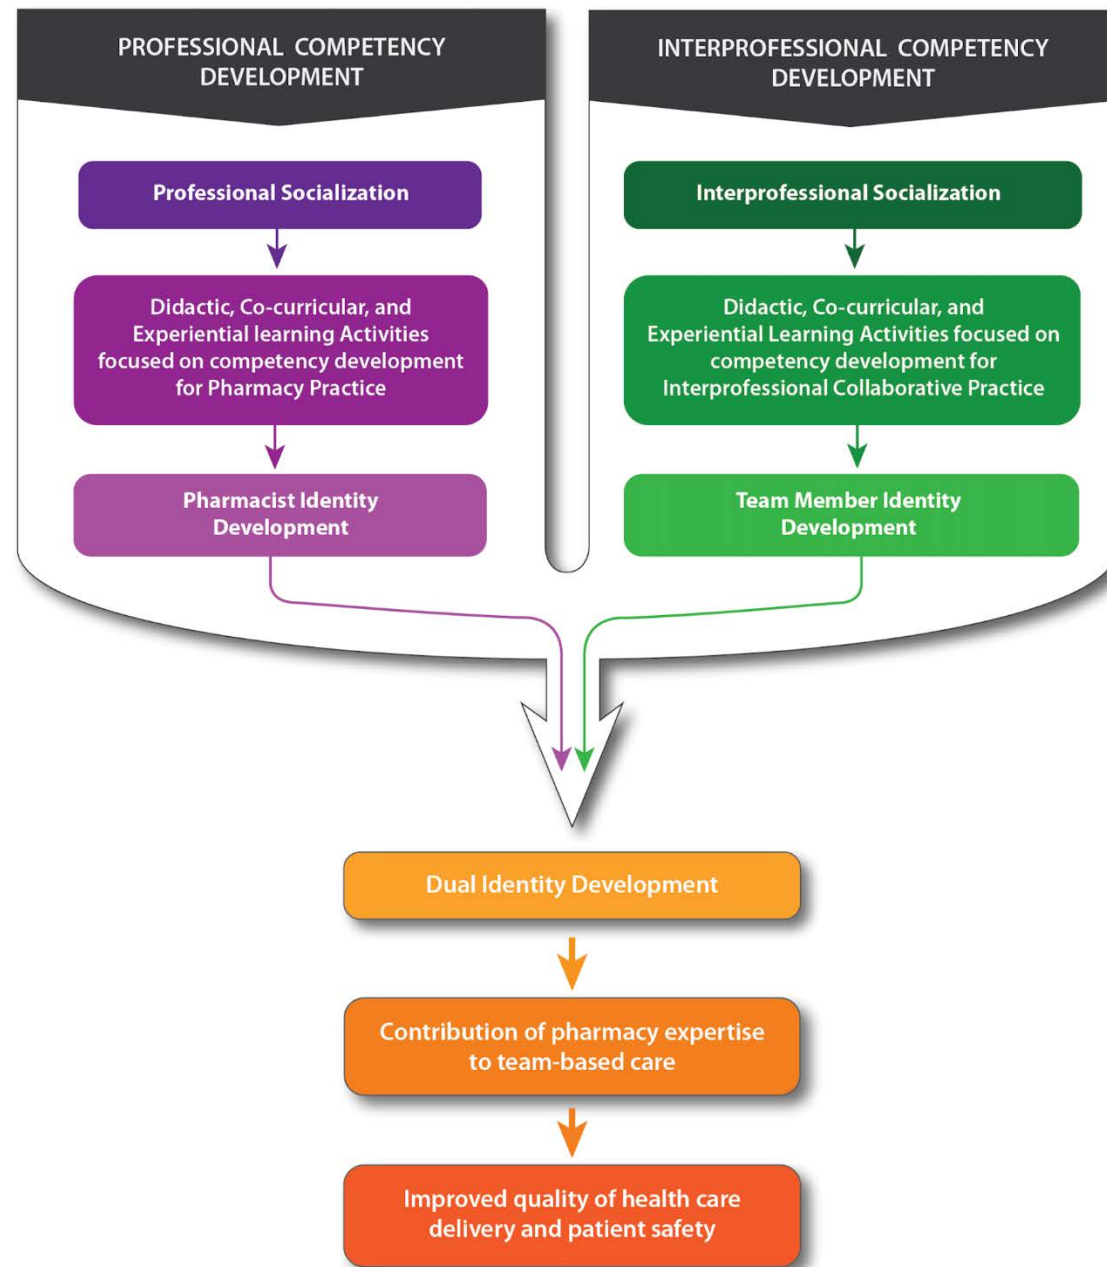 PROFESSIONAL COMPETENCY
DEVELOPMENT
Professional Socialization
Didactic, Co-curricular, and
Experiential learning Activities
focused on competency development
for Pharmacy Practice
Pharmacist Identity
Development
INTERPROFESSIONAL COMPETENCY
DEVELOPMENT
Interprofessional Socialization
Didactic, Co-curricular, and
Experiential Learning Activities focused on
competency development for
Interprofessional Collaborative Practice
Team Member Identity
Development
Dual Identity Development
Contribution of pharmacy expertise
to team-based care
Improved quality of health care
delivery and patient safety